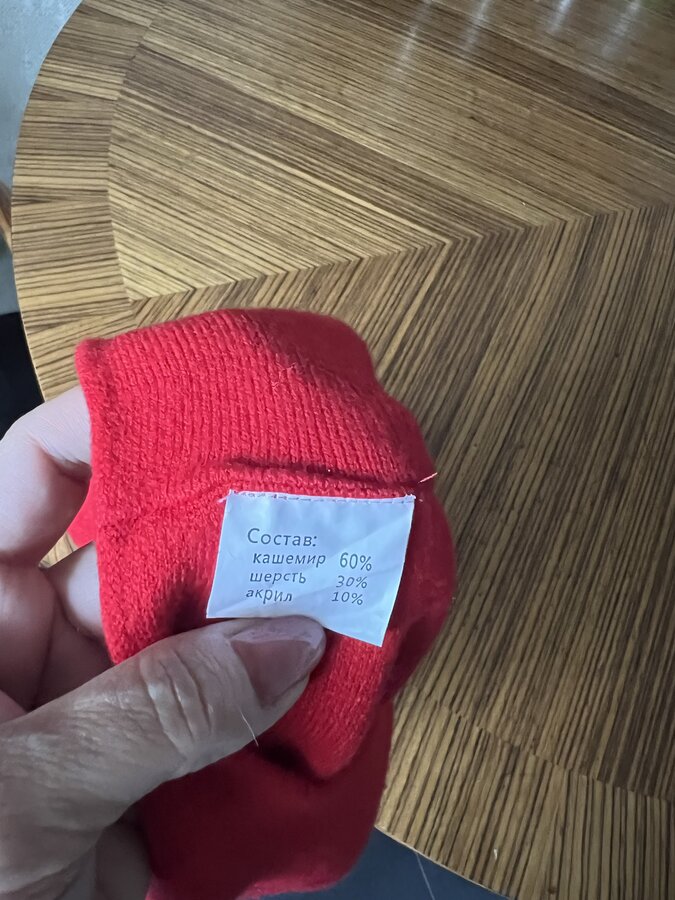 Состав:
кашемир 60%
шерсть 30%
акрил 10%